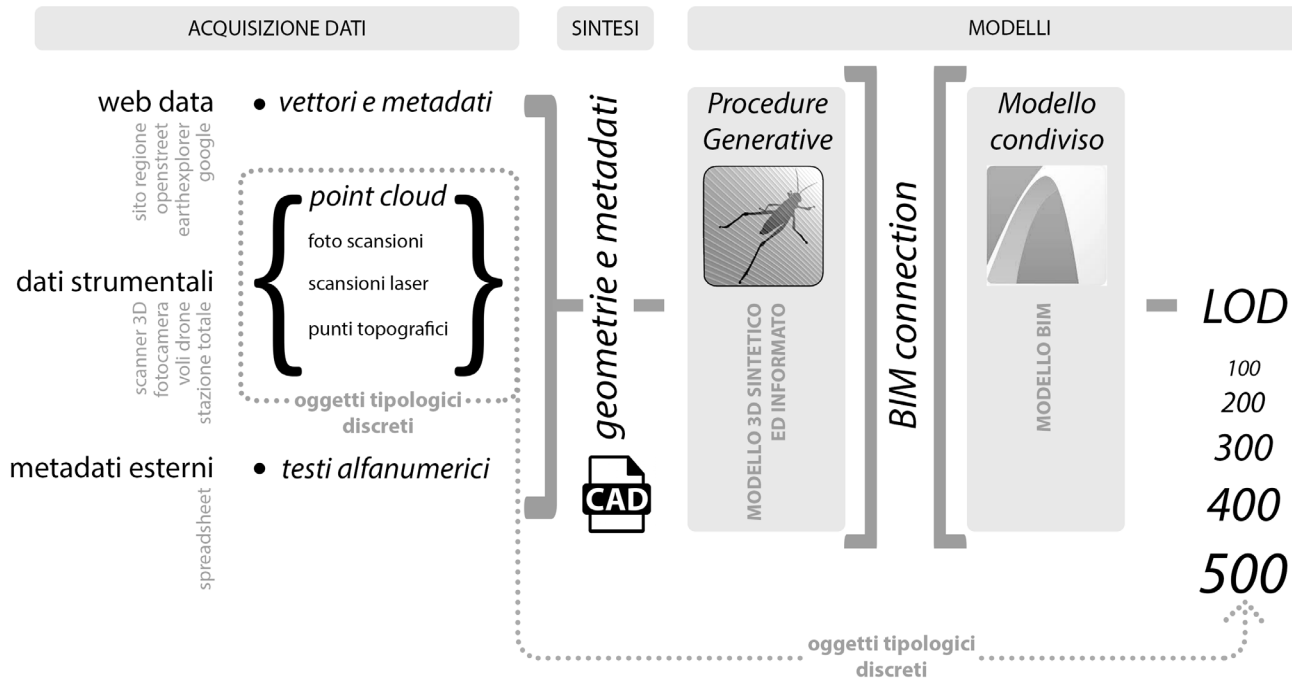 ACQUISIZIONE DATI
SINTESI
MODELLI
web data
sito regione
openstreet
earthexplorer
google
• vettori e metadati
dati strumentali
scanner 3D
fotocamera
voli drone
stazione totale
point cloud
foto scansioni
scansioni laser
punti topografici
oggetti tipologici
discreti
metadati esterni
spreadsheet
• testi alfanumerici
geometrie e metadati
CAD
Procedure
Generative
MODELLO 3D SINTETICO
ED INFORMATO
BIM connection
Modello
condiviso
MODELLO BIM
LOD
100
200
300
400
500
oggetti tipologici
discreti